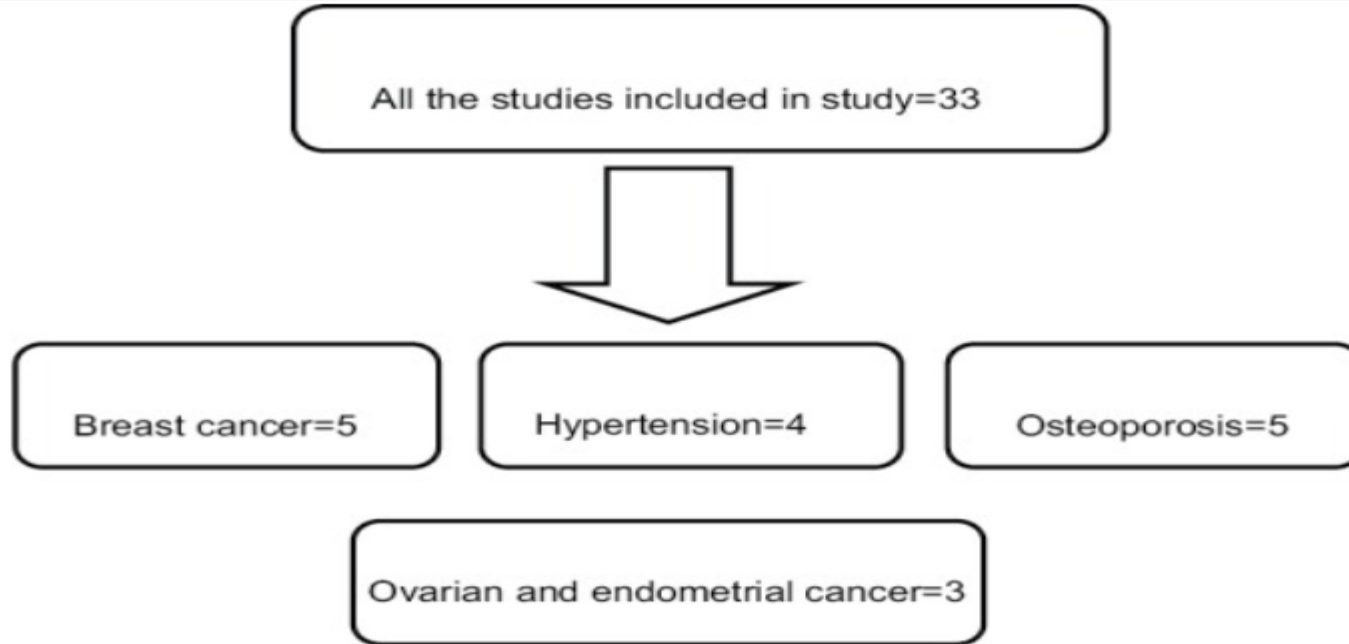 All the studies included in study=33
Breast cancer=5
Hypertension=4
Osteoporosis=5
Ovarian and endometrial cancer=3